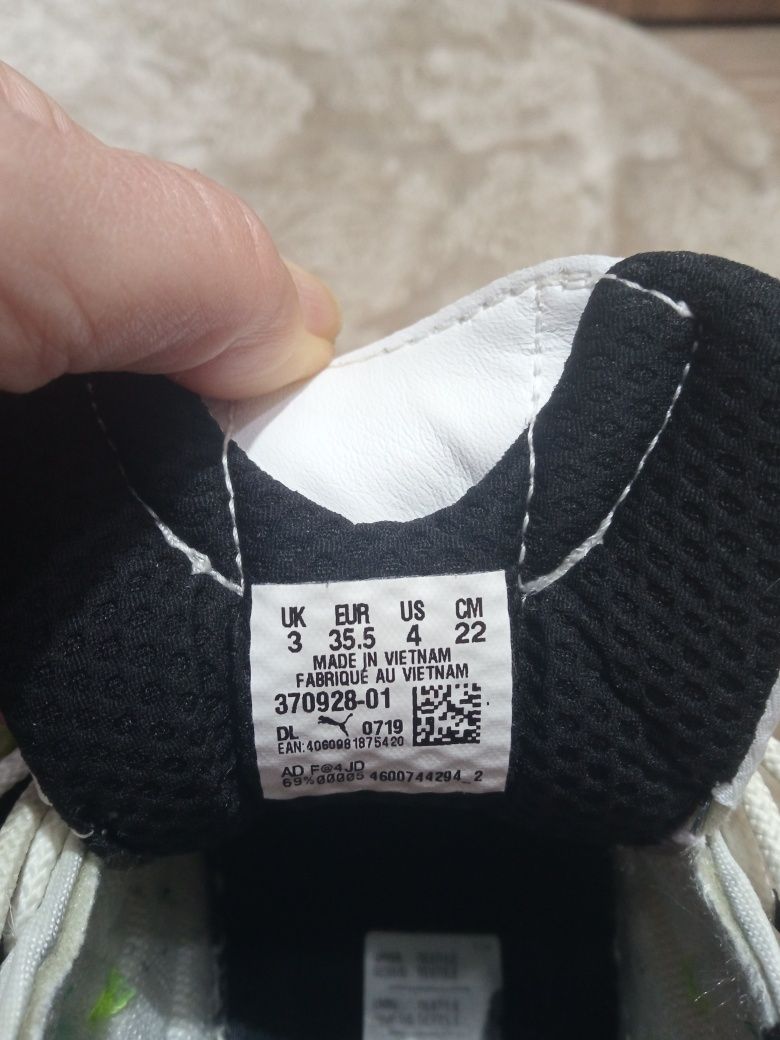 UK EUR US CM
3 35.5 4 22
MADE IN VIETNAM
FABRIQUÉ AU VIETNAM
370928-01
DL 0719
EAN:4060981875420
AD F@4JD
69%00005 4600744294_2